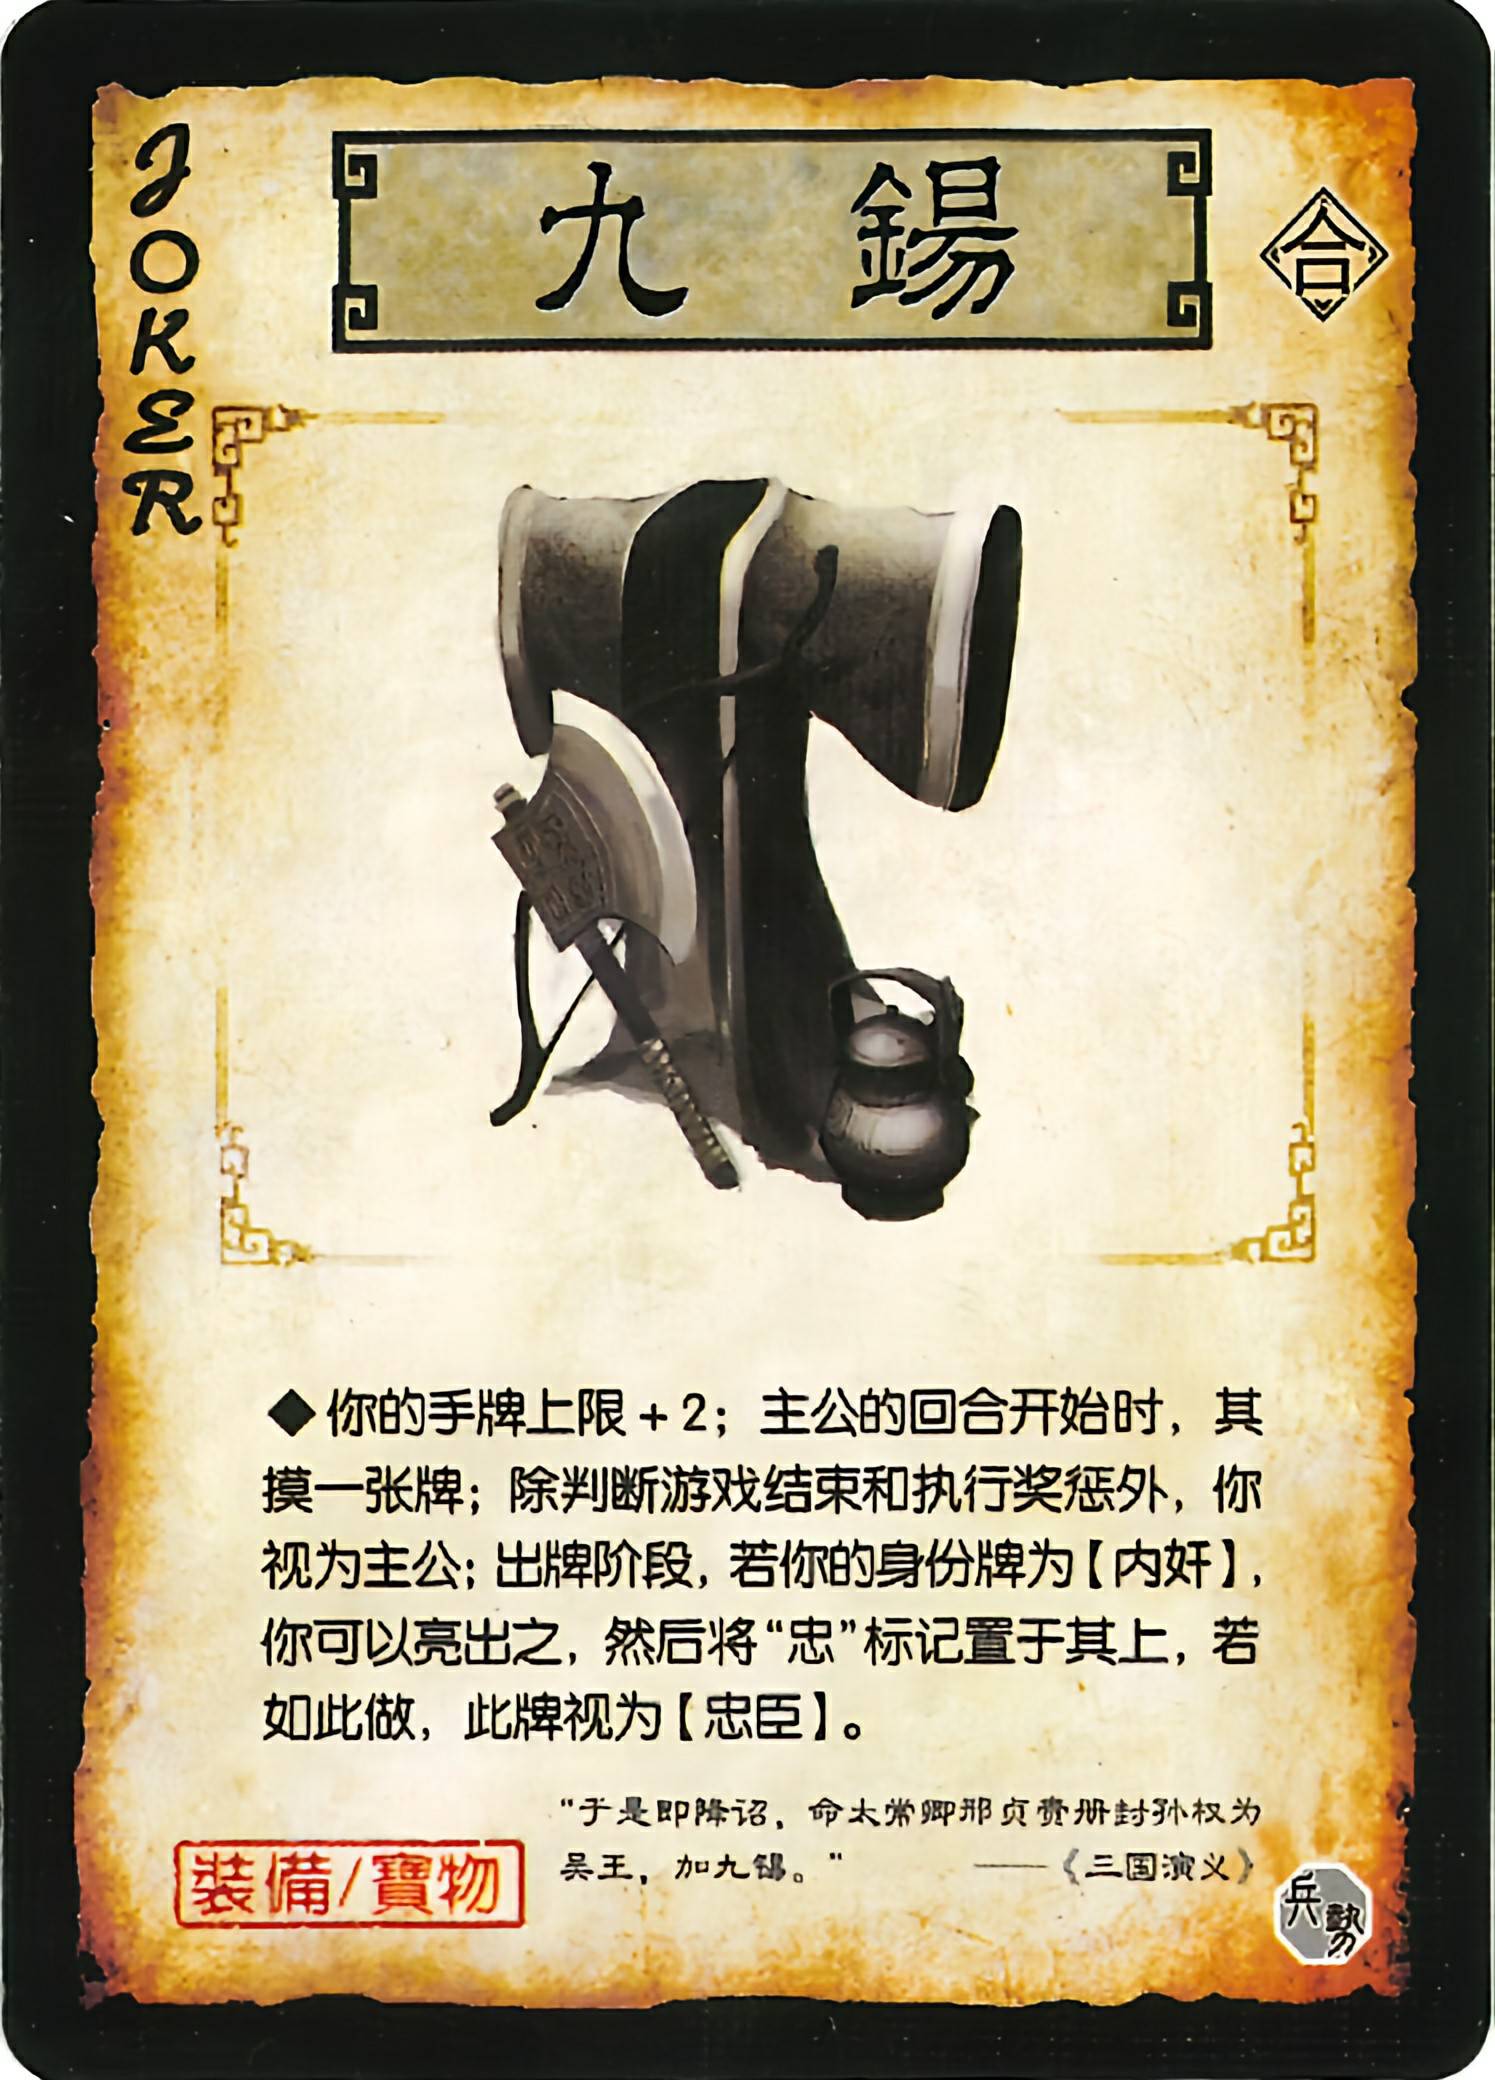 JOKER
九鍚
合
◆你的手牌上限+2；主公的回合开始时，其
摸一张牌；除判断游戏结束和执行奖惩外，你
视为主公；出牌阶段，若你的身份牌为【内奸】，
你可以亮出之，然后将“忠”标记置于其上，若
如此做，此牌视为【忠臣】。
“于是即降诏，命太常卿邢贞赍册封孙权为
吴王，加九锡。” ——《三国演义》
裝備/寶物
兵勢